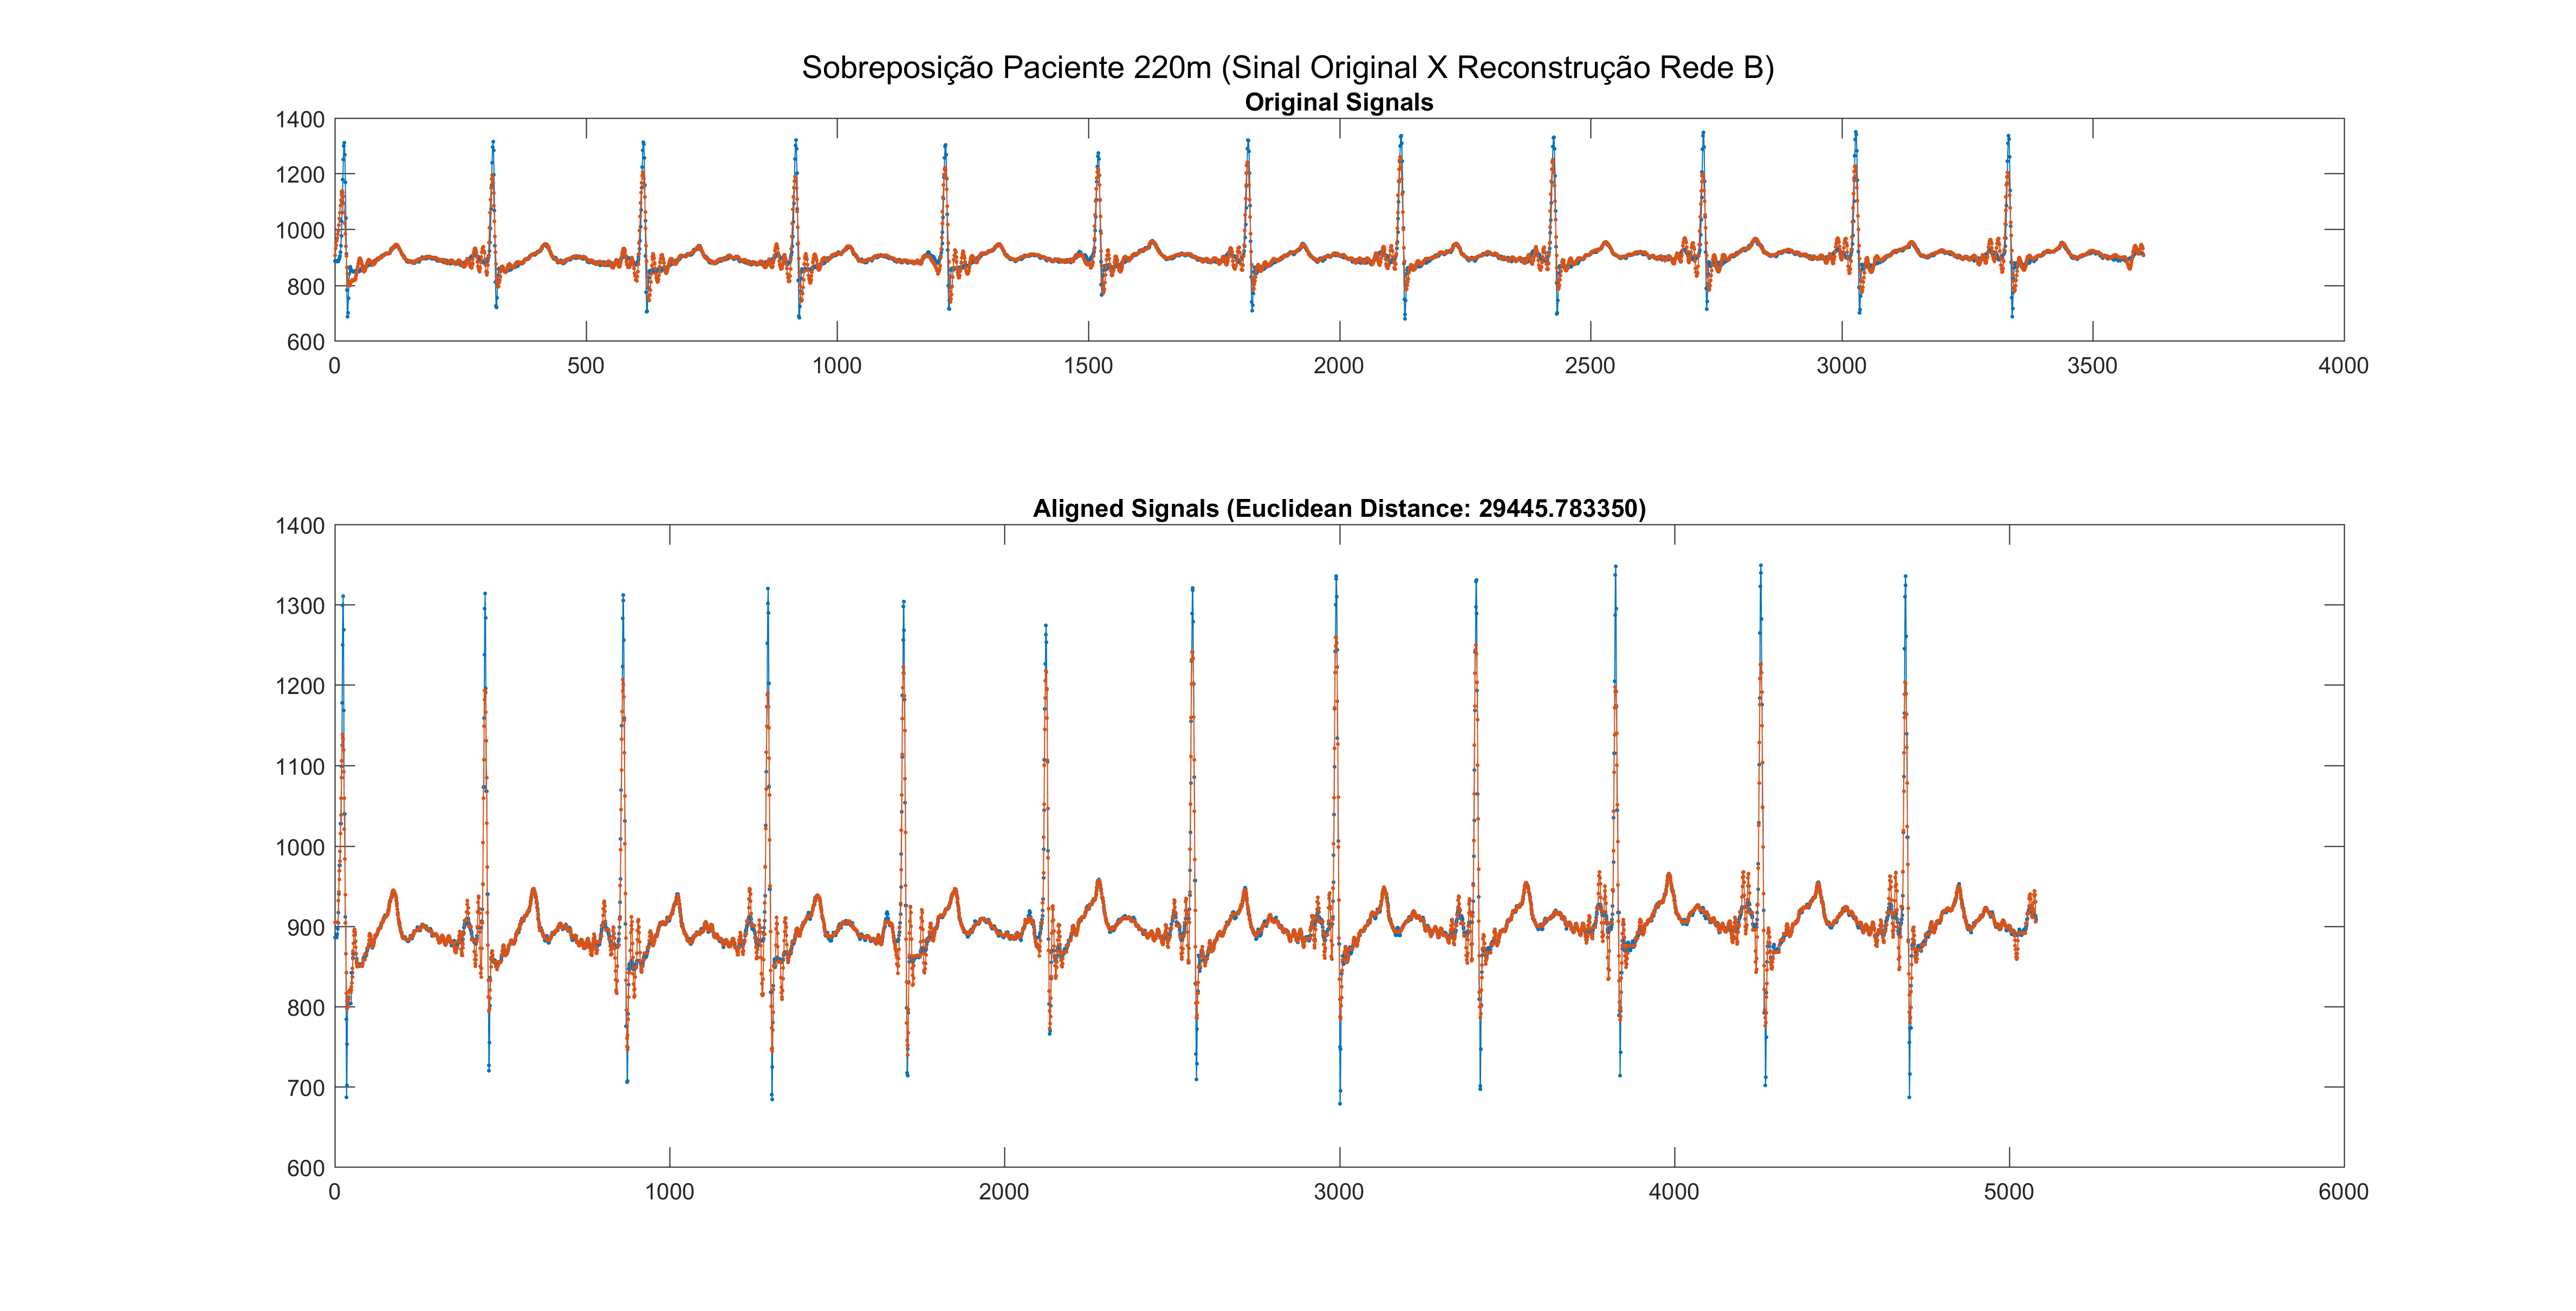 Sobreposição Paciente 220m (Sinal Original X Reconstrução Rede B)
Original Signals
1400
1200
1000
800
600
0 500 1000 1500 2000 2500 3000 3500 4000
Aligned Signals (Euclidean Distance: 29445.783350)
1400
1300
1200
1100
1000
900
800
700
600
0 1000 2000 3000 4000 5000 6000